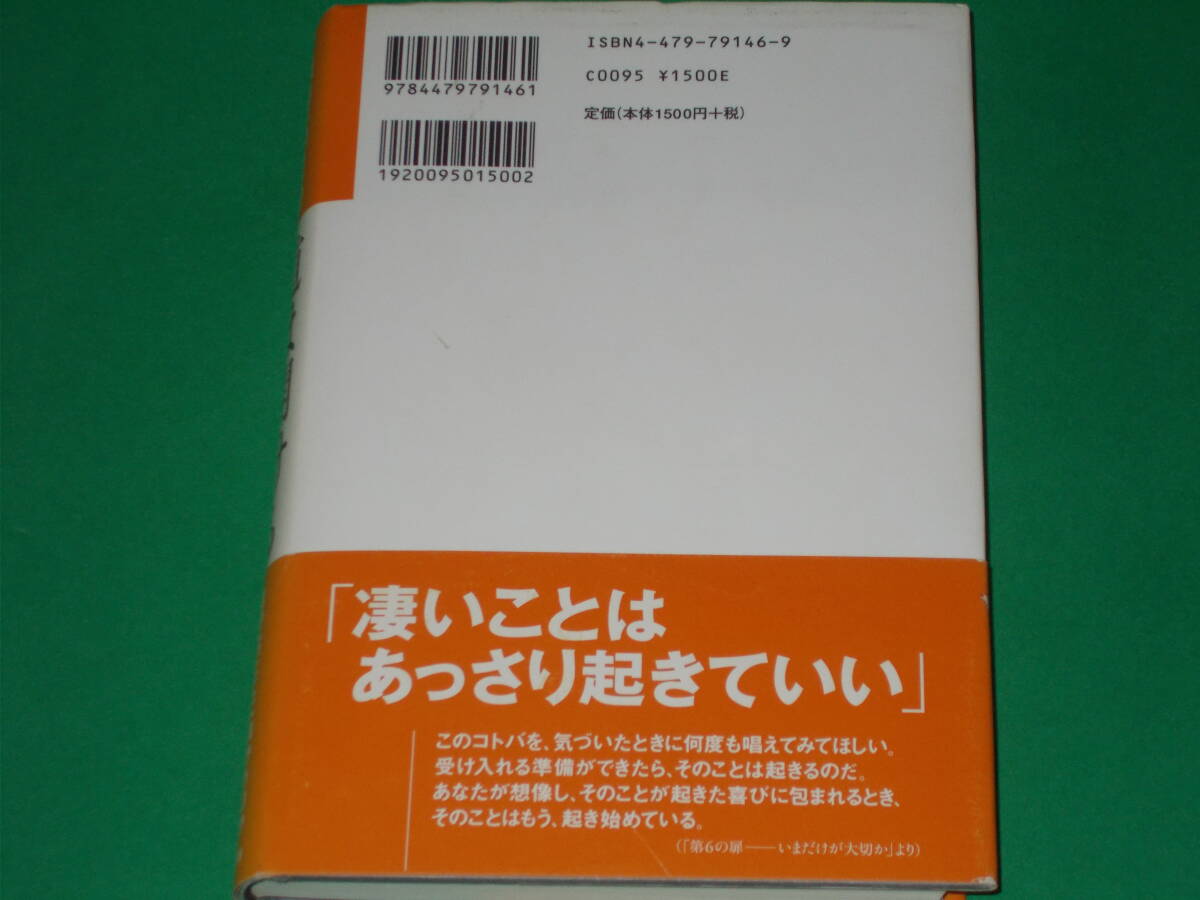 ISBN4-479-79146-9
C0095 ¥1500E
定価(本体1500円+税)
9784479791461
1920095015002
「凄いことは
あっさり起きていい」
このコトバを、気づいたときに何度も唱えてみてほしい。
受け入れる準備ができたら、そのことは起きるのだ。
あなたが想像し、そのことが起きた喜びに包まれるとき、
そのことはもう、起き始めている。
(「第6の扉――いまだけが大切か」より)